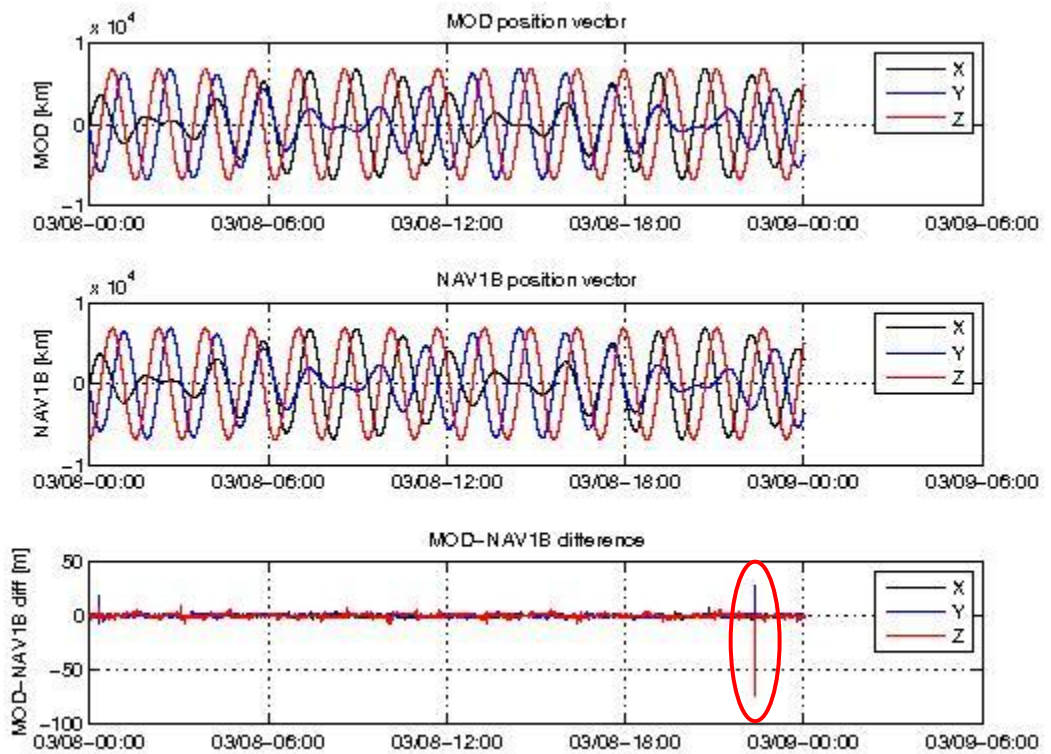 MOD position vector
x 10^4
1
0
−1
MOD [km]
X
Y
Z
03/08−00:00 03/08−06:00 03/08−12:00 03/08−18:00 03/09−00:00 03/09−06:00
NAV1B position vector
x 10^4
1
0
−1
NAV1B [km]
X
Y
Z
03/08−00:00 03/08−06:00 03/08−12:00 03/08−18:00 03/09−00:00 03/09−06:00
MOD−NAV1B difference
50
0
−50
−100
MOD−NAV1B diff [m]
X
Y
Z
03/08−00:00 03/08−06:00 03/08−12:00 03/08−18:00 03/09−00:00 03/09−06:00